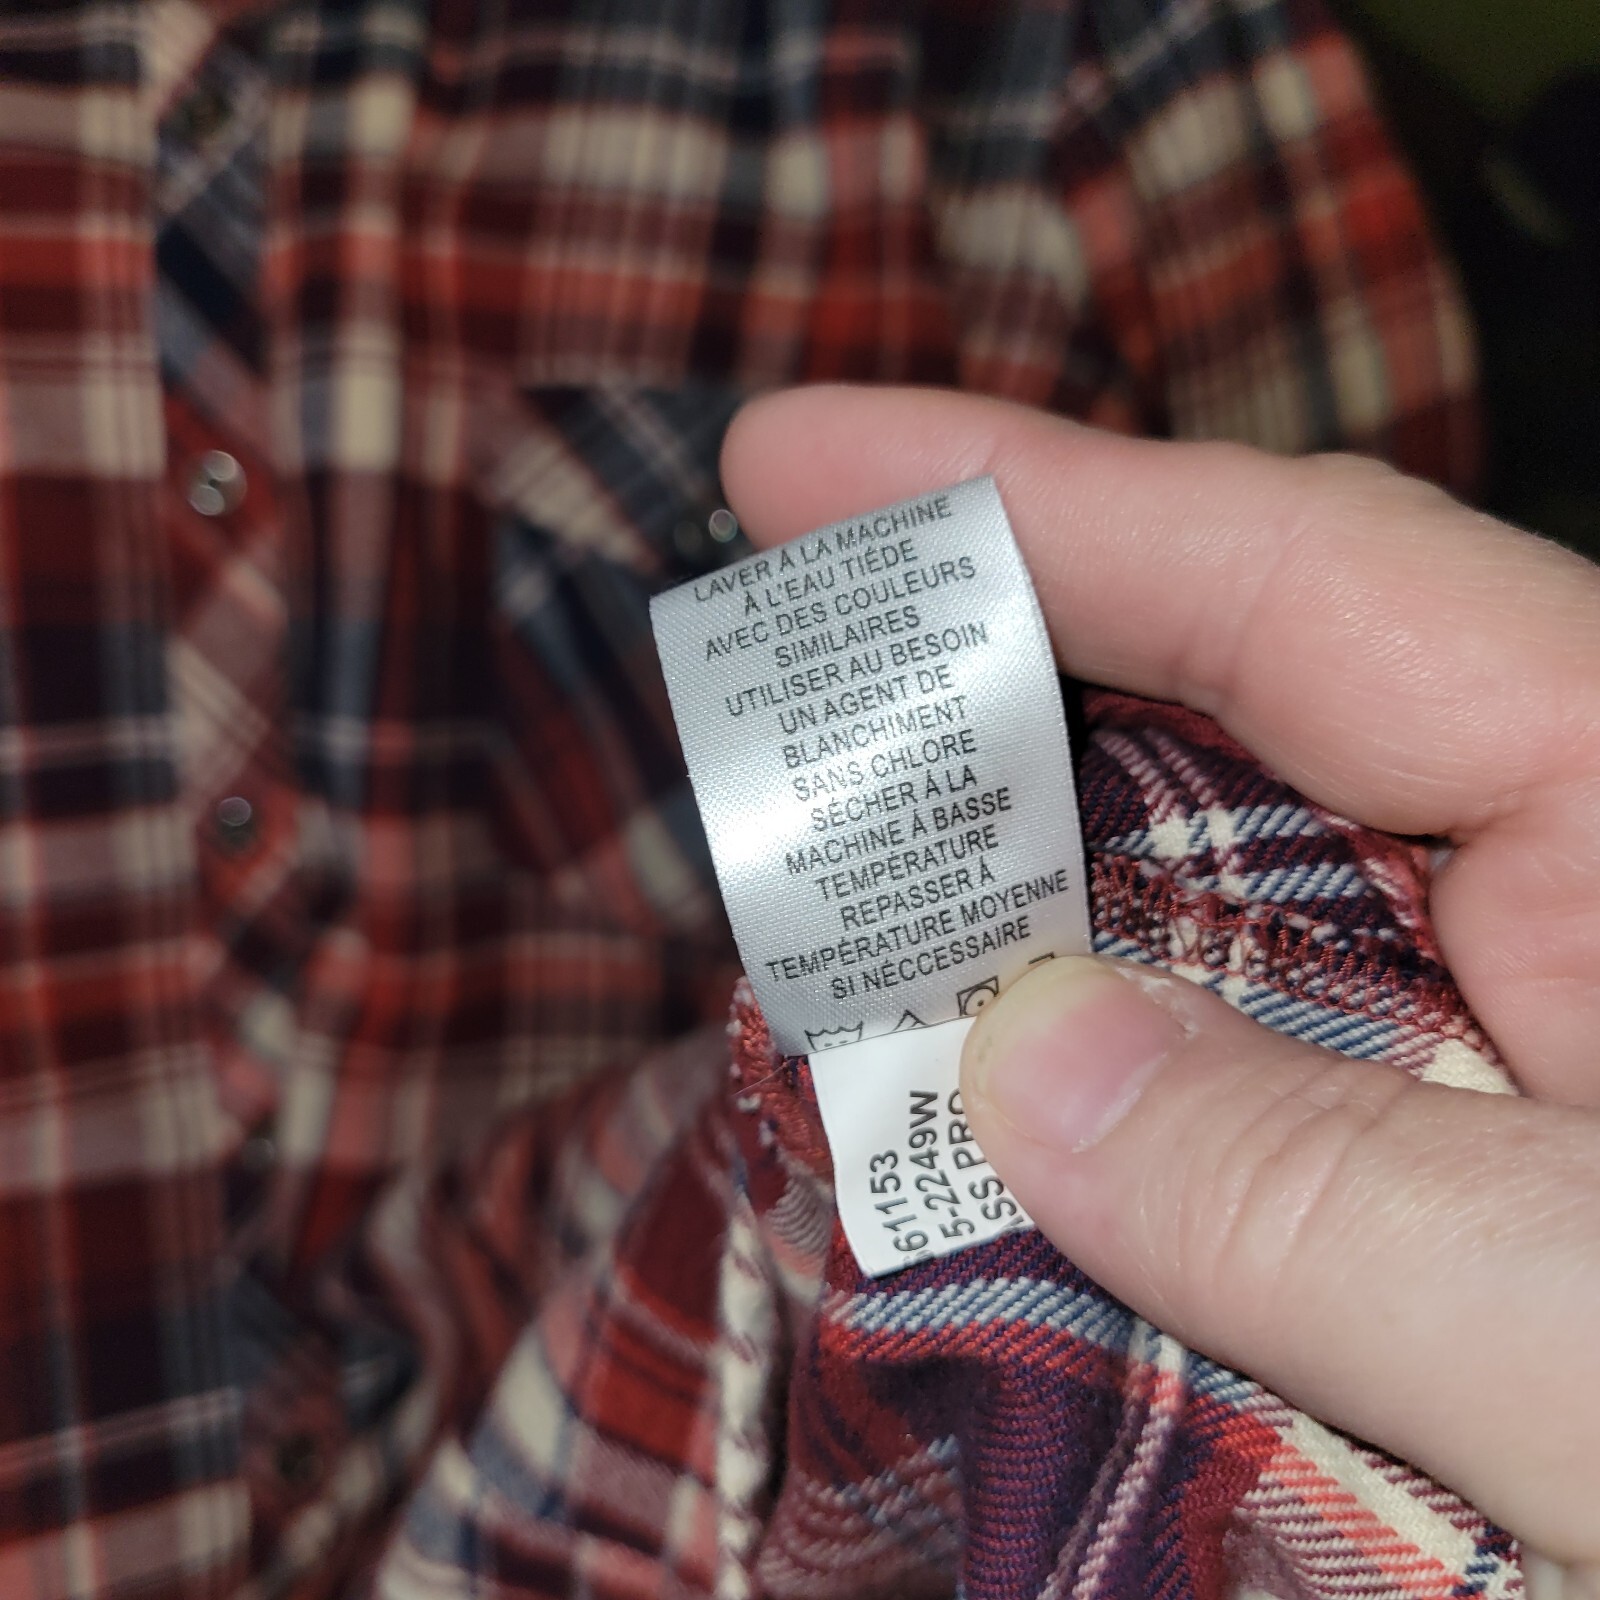 LAVER À LA MACHINE
À L'EAU TIÉDE
AVEC DES COULEURS
SIMILAIRES
UTILISER AU BESOIN
UN AGENT DE
BLANCHIMENT
SANS CHLORE
SÉCHER À LA
MACHINE À BASSE
TEMPÉRATURE
REPASSER À
TEMPÉRATURE MOYENNE
SI NÉCCESSAIRE
61153
5-2249W